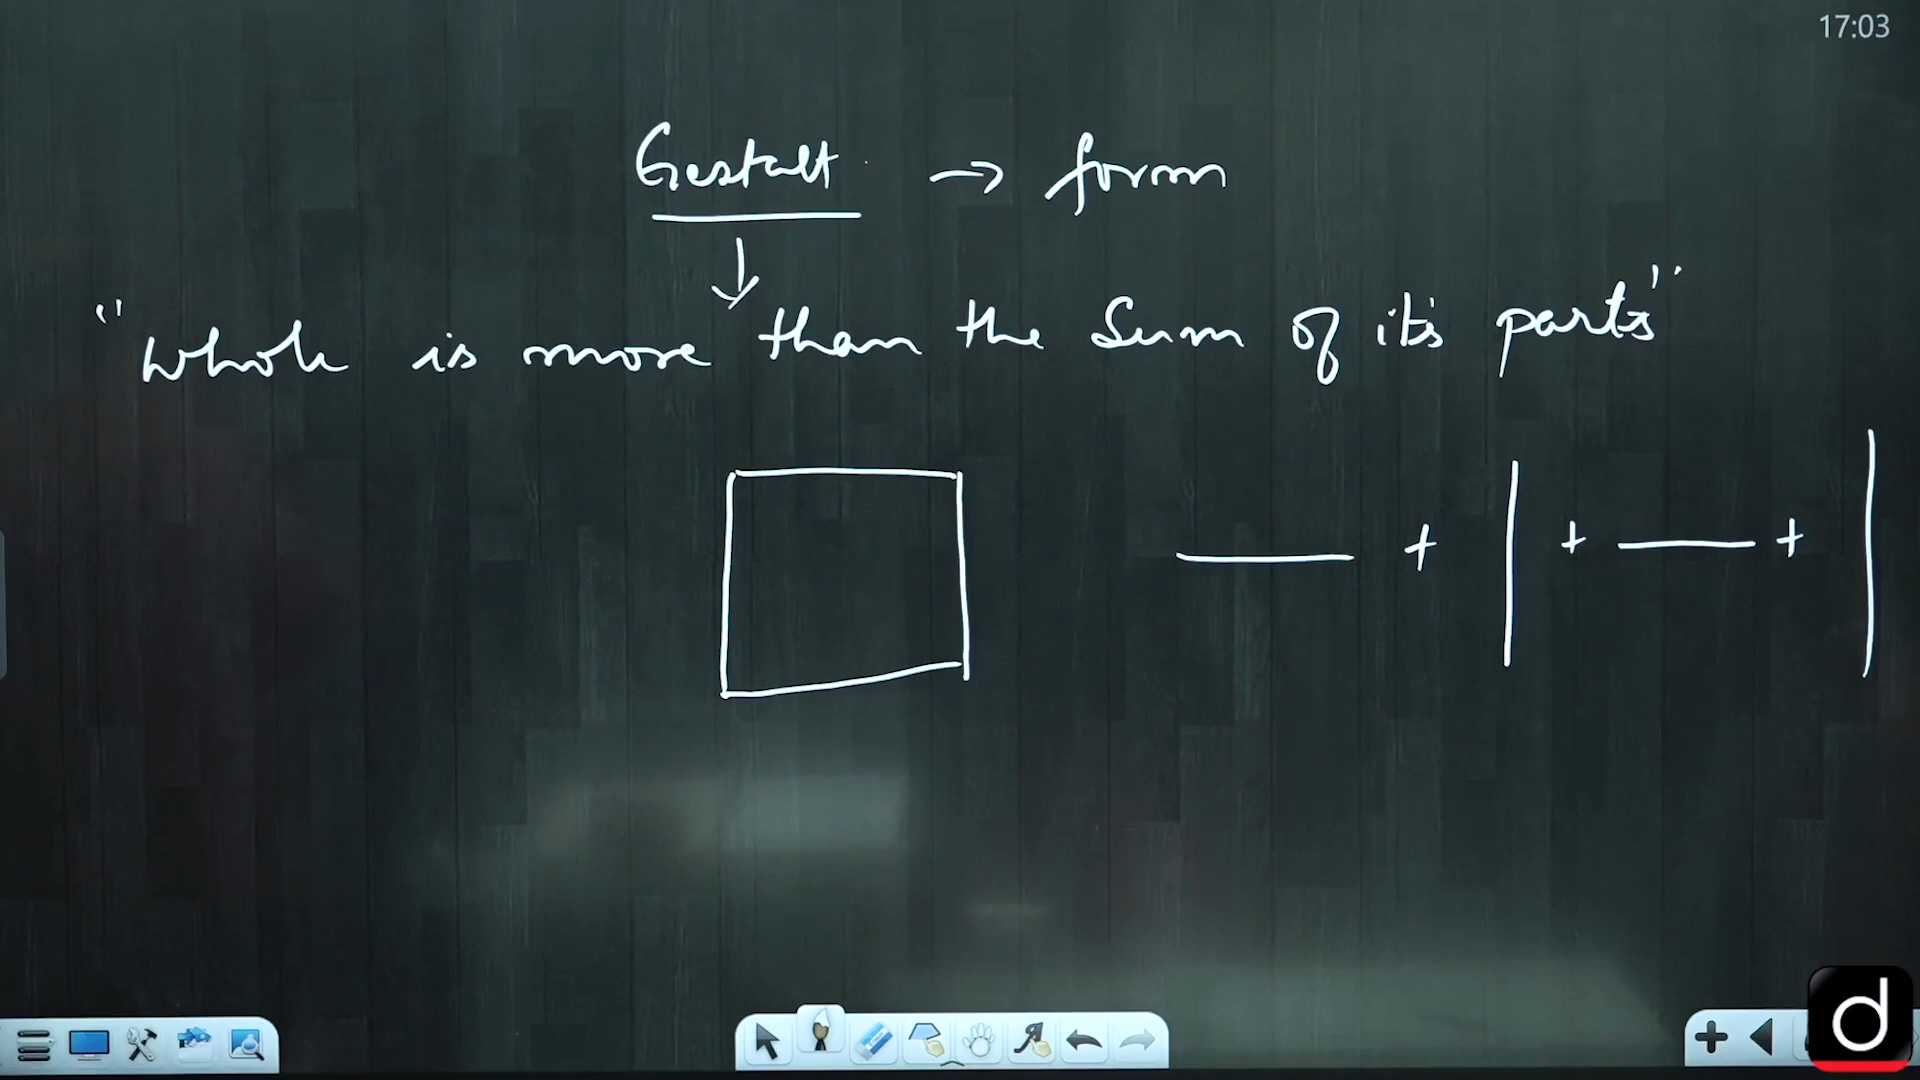 17:03
Gestalt → form
↓
"Whole is more than the Sum of it's parts"
+ + +
d